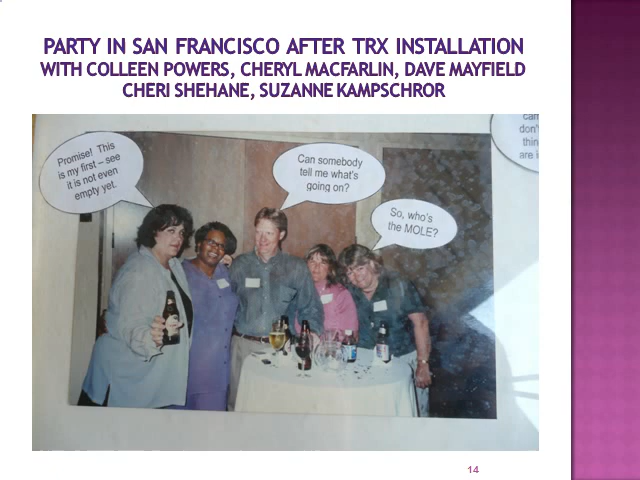 PARTY IN SAN FRANCISCO AFTER TRX INSTALLATION
WITH COLLEEN POWERS, CHERYL MACFARLIN, DAVE MAYFIELD
CHERI SHEHANE, SUZANNE KAMPSCHROR
Promise! This
is my first – see
it is not even
empty yet.
Can somebody
tell me what's
going on?
So, who's
the MOLE?
don'
are
14